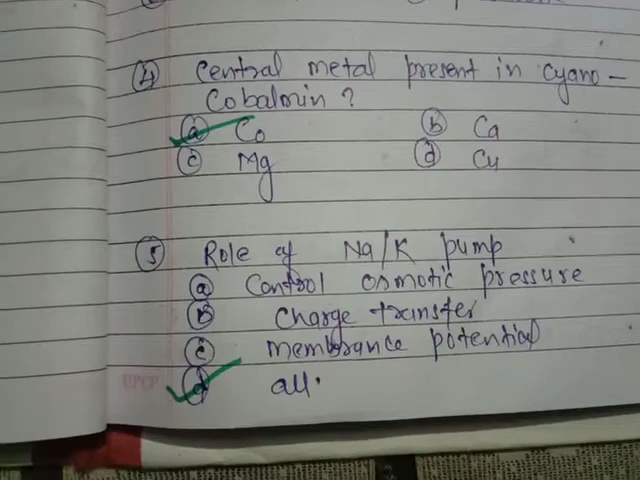 (4) Central metal present in cyano-
Cobalmin ?
(a) Co (b) Ca
(c) Mg (d) Cu
(5) Role of Na/K pump
(a) Control osmotic pressure
(b) Charge transfer
(c) membrance potential
(d) all.